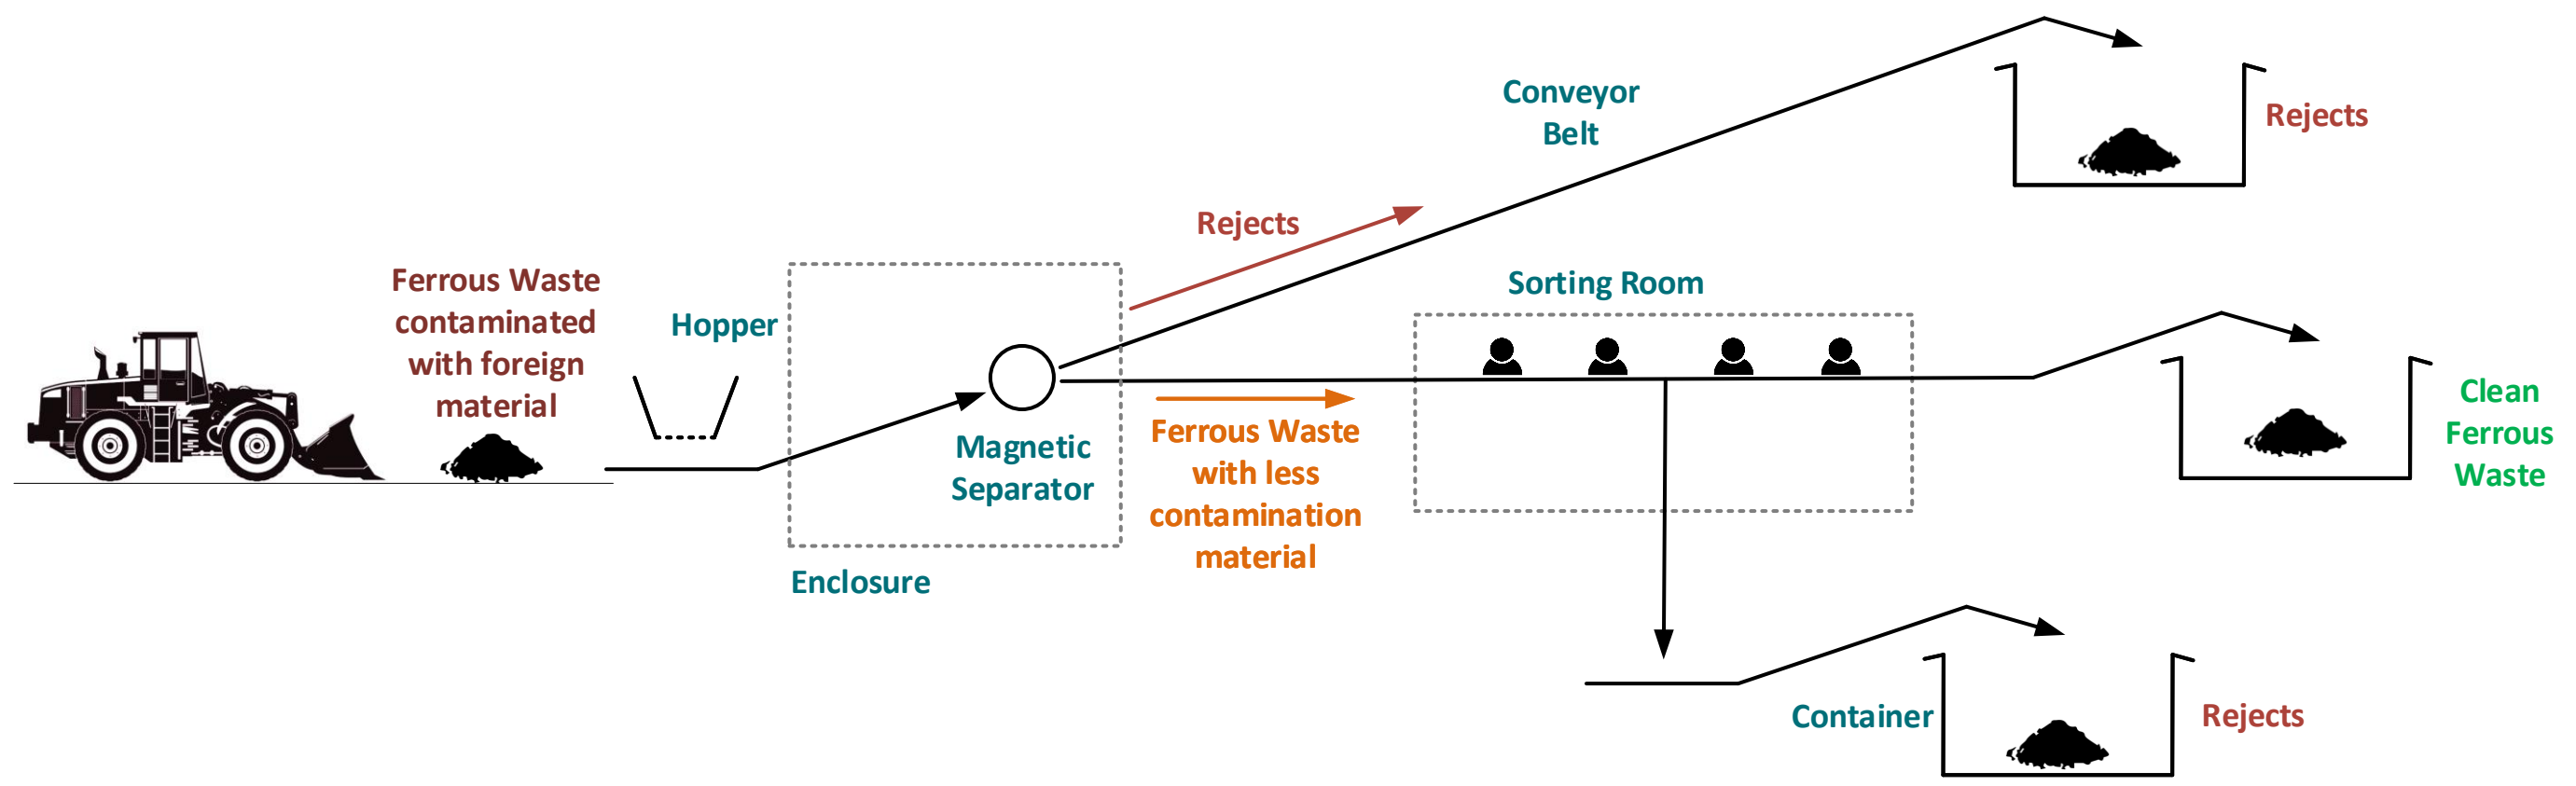 Conveyor
Belt
Rejects
Rejects
Ferrous Waste
contaminated
with foreign
material
Hopper
Sorting Room
Magnetic
Separator
Ferrous Waste
with less
contamination
material
Clean
Ferrous
Waste
Enclosure
Container
Rejects